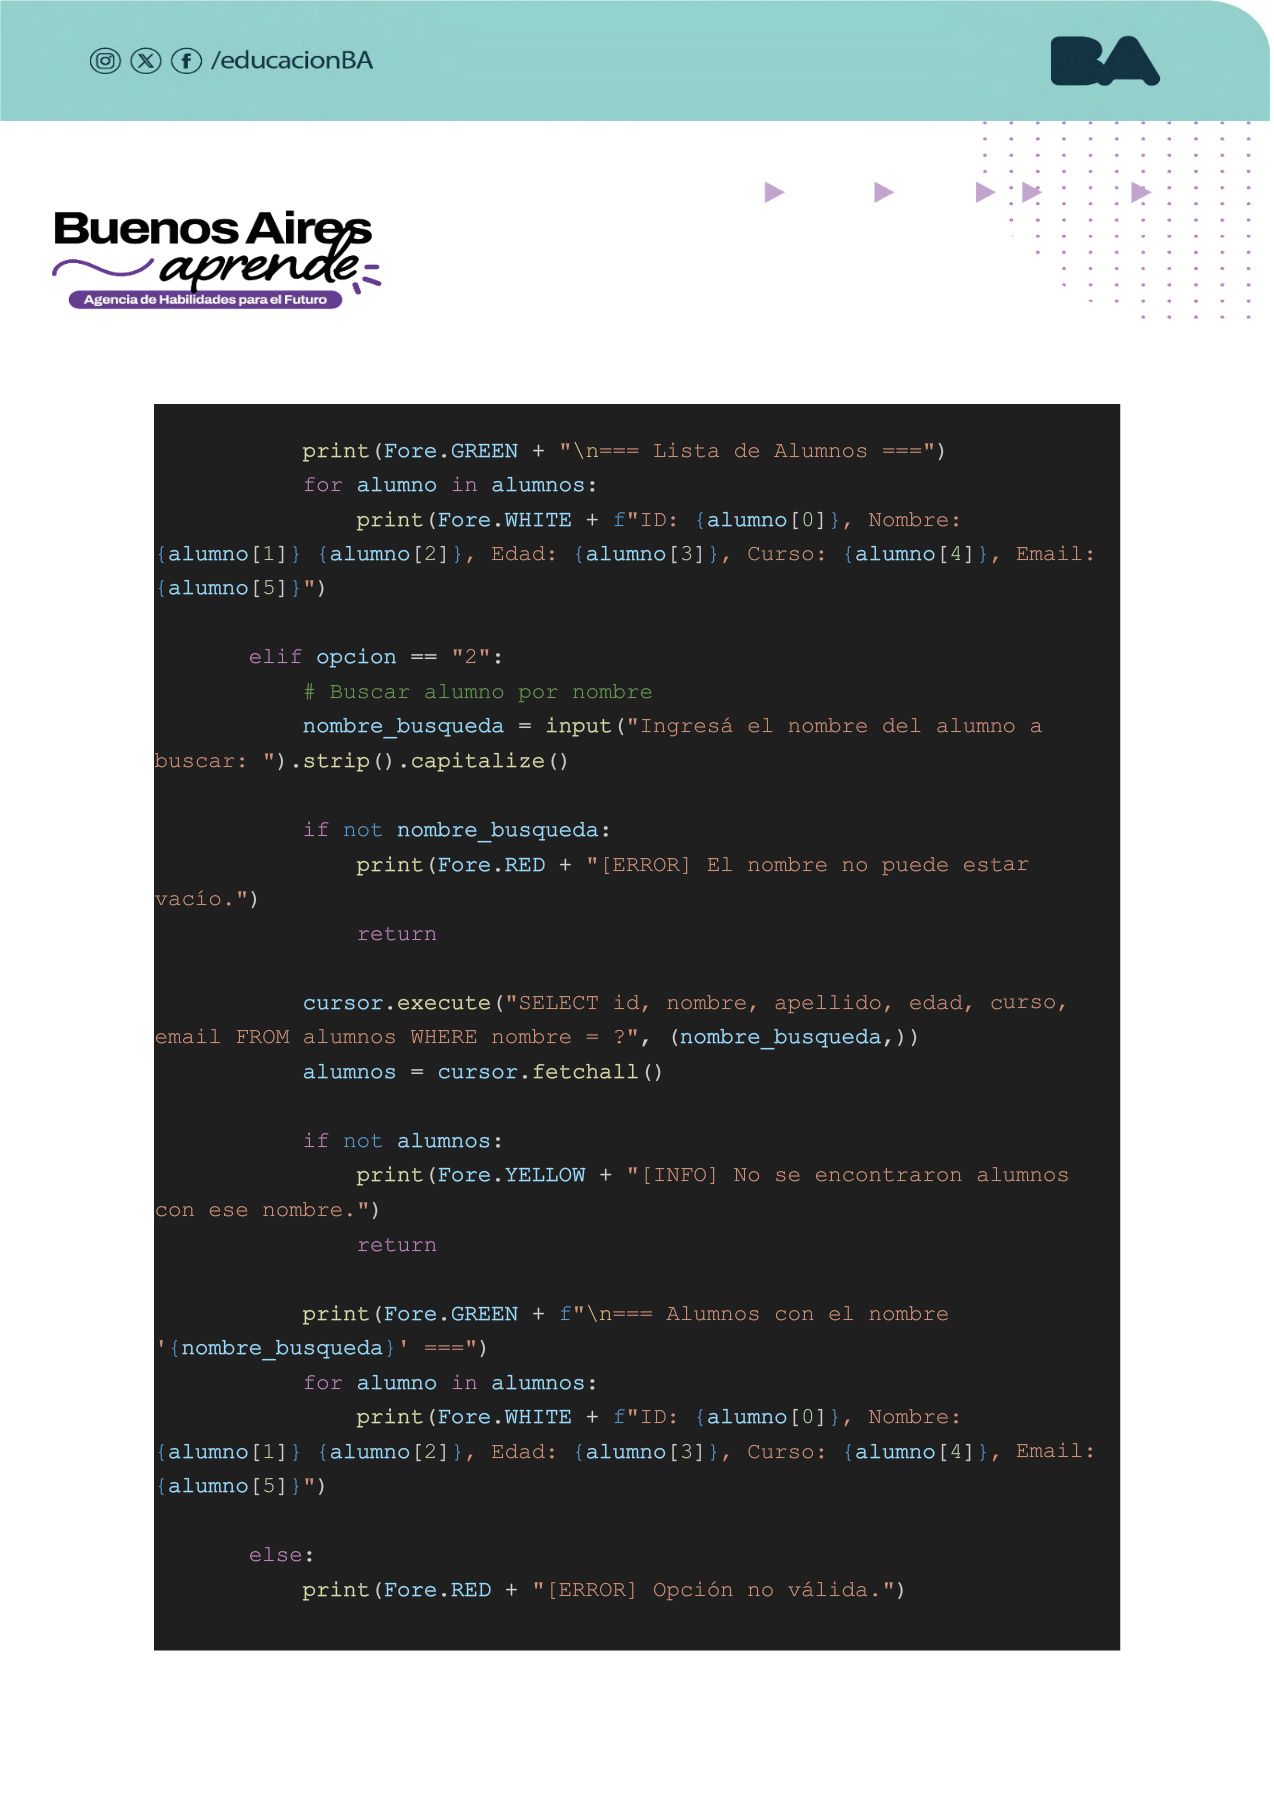 /educacionBA
BA
Buenos Aires
aprende
Agencia de Habilidades para el Futuro
print(Fore.GREEN + "\n=== Lista de Alumnos ===")
for alumno in alumnos:
print(Fore.WHITE + f"ID: {alumno[0]}, Nombre:
{alumno[1]} {alumno[2]}, Edad: {alumno[3]}, Curso: {alumno[4]}, Email:
{alumno[5]}")
elif opcion == "2":
# Buscar alumno por nombre
nombre_busqueda = input("Ingresá el nombre del alumno a
buscar: ").strip().capitalize()
if not nombre_busqueda:
print(Fore.RED + "[ERROR] El nombre no puede estar
vacío.")
return
cursor.execute("SELECT id, nombre, apellido, edad, curso,
email FROM alumnos WHERE nombre = ?", (nombre_busqueda,))
alumnos = cursor.fetchall()
if not alumnos:
print(Fore.YELLOW + "[INFO] No se encontraron alumnos
con ese nombre.")
return
print(Fore.GREEN + f"\n=== Alumnos con el nombre
'{nombre_busqueda}' ===")
for alumno in alumnos:
print(Fore.WHITE + f"ID: {alumno[0]}, Nombre:
{alumno[1]} {alumno[2]}, Edad: {alumno[3]}, Curso: {alumno[4]}, Email:
{alumno[5]}")
else:
print(Fore.RED + "[ERROR] Opción no válida.")